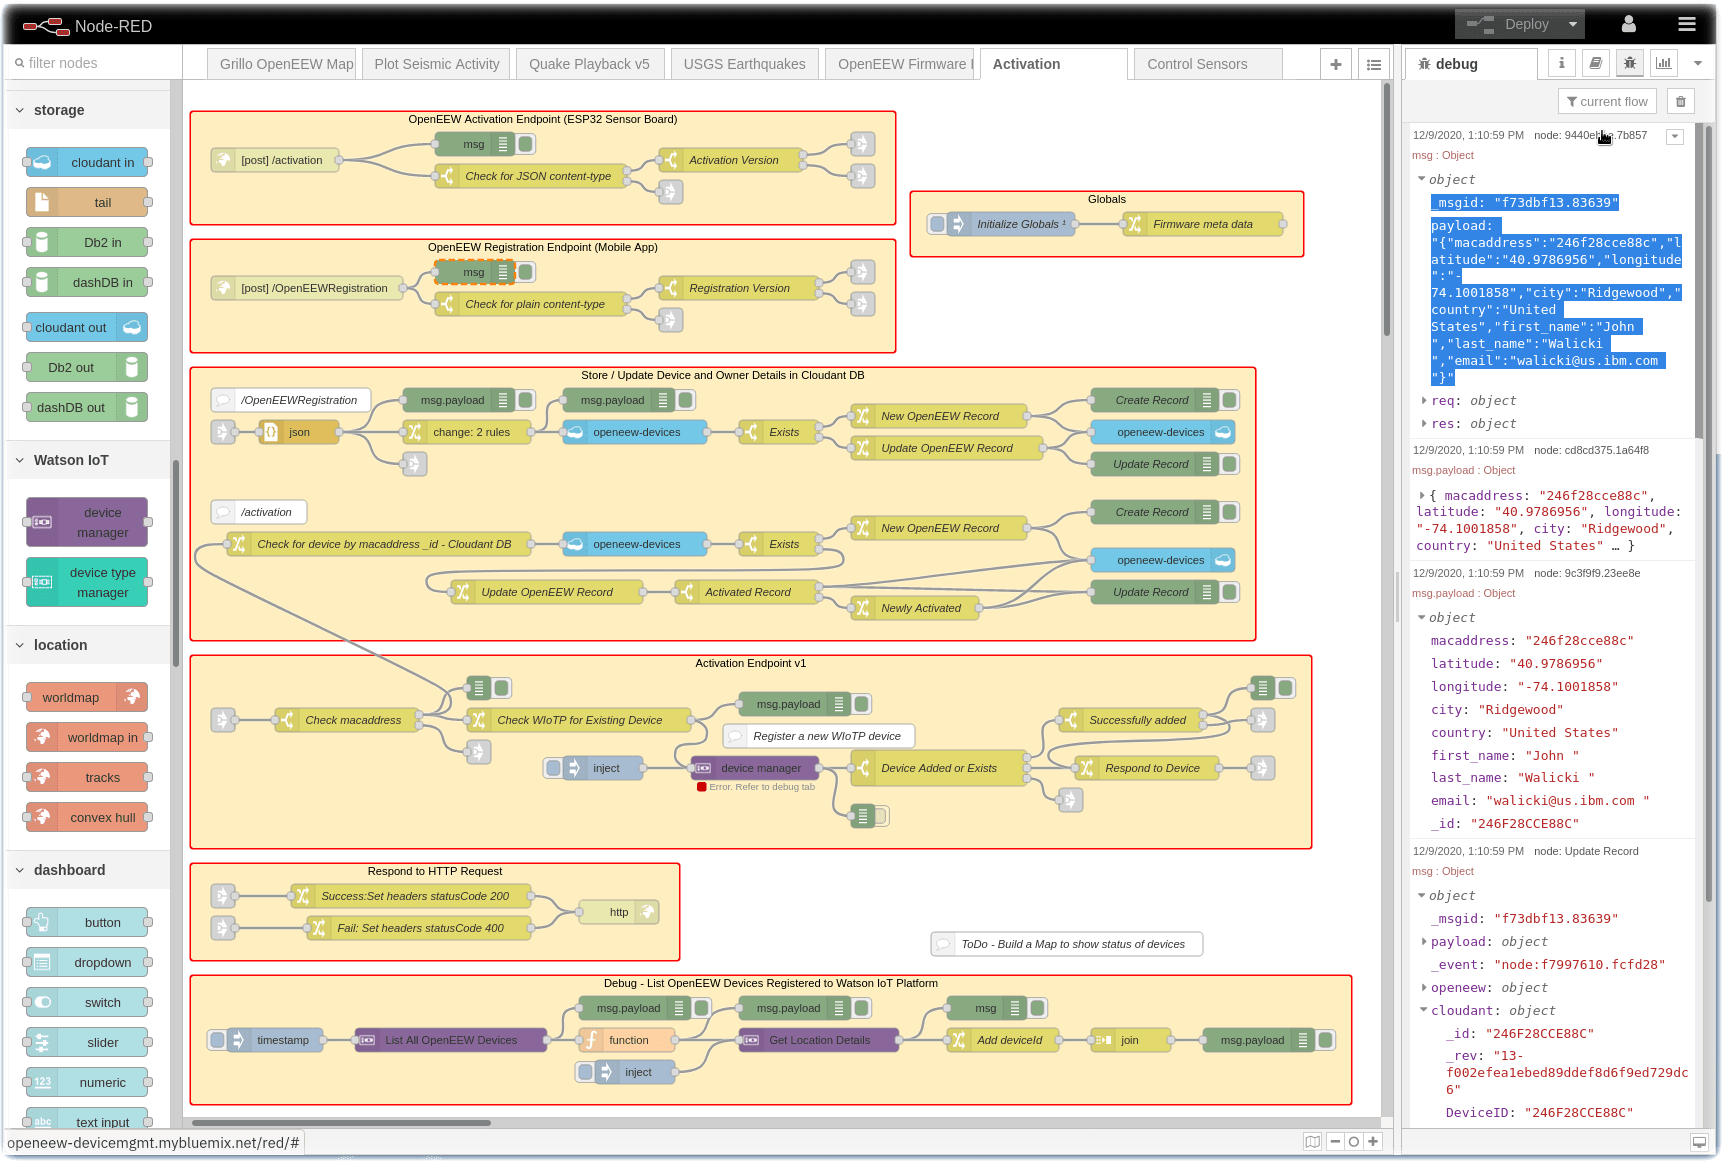 Node-RED
Deploy
filter nodes
Grillo OpenEEW Map
Plot Seismic Activity
Quake Playback v5
USGS Earthquakes
OpenEEW Firmware
Activation
Control Sensors
debug
current flow
storage
cloudant in
tail
Db2 in
dashDB in
cloudant out
Db2 out
dashDB out
Watson IoT
device
manager
device type
manager
location
worldmap
worldmap in
tracks
convex hull
dashboard
button
dropdown
switch
slider
123 numeric
abc text input
openeew-devicemgmt.mybluemix.net/red/#
OpenEEW Activation Endpoint (ESP32 Sensor Board)
[post] /activation
msg
Check for JSON content-type
Activation Version
Globals
Initialize Globals ¹
Firmware meta data
OpenEEW Registration Endpoint (Mobile App)
[post] /OpenEEWRegistration
msg
Check for plain content-type
Registration Version
Store / Update Device and Owner Details in Cloudant DB
/OpenEEWRegistration
msg.payload
msg.payload
Create Record
New OpenEEW Record
json
change: 2 rules
openeew-devices
Exists
openeew-devices
Update OpenEEW Record
Update Record
/activation
Create Record
New OpenEEW Record
Check for device by macaddress _id - Cloudant DB
openeew-devices
Exists
openeew-devices
Update OpenEEW Record
Activated Record
Update Record
Newly Activated
Activation Endpoint v1
msg.payload
Check macaddress
Check WIoTP for Existing Device
Successfully added
Register a new WIoTP device
inject
device manager
Device Added or Exists
Respond to Device
Error. Refer to debug tab
Respond to HTTP Request
Success:Set headers statusCode 200
http
Fail: Set headers statusCode 400
ToDo - Build a Map to show status of devices
Debug - List OpenEEW Devices Registered to Watson IoT Platform
msg.payload
msg.payload
msg
timestamp
List All OpenEEW Devices
function
Get Location Details
Add deviceId
join
msg.payload
inject
12/9/2020, 1:10:59 PM node: 9440e
.7b857
msg : Object
object
_msgid: "f73dbf13.83639"
payload:
"{"macaddress":"246f28cce88c","l
atitude":"40.9786956","longitude
":"-
74.1001858","city":"Ridgewood","
country":"United
States","first_name":"John
","last_name":"Walicki
","email":"walicki@us.ibm.com
"}"
req: object
res: object
12/9/2020, 1:10:59 PM node: cd8cd375.1a64f8
msg.payload : Object
{ macaddress: "246f28cce88c",
latitude: "40.9786956", longitude:
"-74.1001858", city: "Ridgewood",
country: "United States" … }
12/9/2020, 1:10:59 PM node: 9c3f9f9.23ee8e
msg.payload : Object
object
macaddress: "246f28cce88c"
latitude: "40.9786956"
longitude: "-74.1001858"
city: "Ridgewood"
country: "United States"
first_name: "John "
last_name: "Walicki "
email: "walicki@us.ibm.com "
_id: "246F28CCE88C"
12/9/2020, 1:10:59 PM node: Update Record
msg : Object
object
_msgid: "f73dbf13.83639"
payload: object
_event: "node:f7997610.fcfd28"
openeew: object
cloudant: object
_id: "246F28CCE88C"
_rev: "13-
f002efea1ebed89ddef8d6f9ed729dc
6"
DeviceID: "246F28CCE88C"